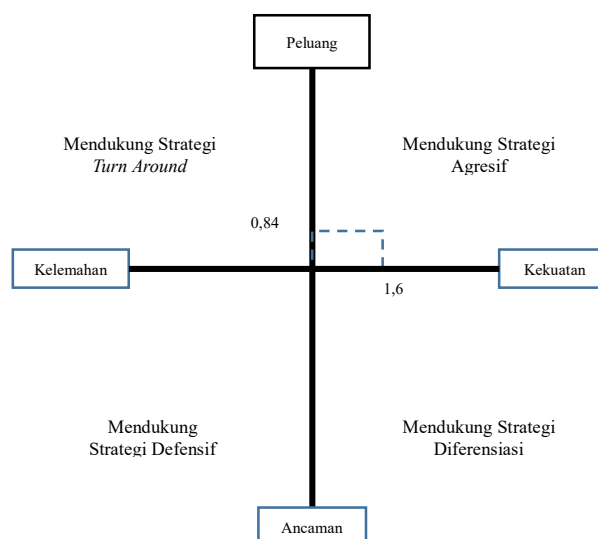 Peluang
Mendukung Strategi
Turn Around
Mendukung Strategi
Agresif
0,84
Kelemahan
Kekuatan
1,6
Mendukung
Strategi Defensif
Mendukung Strategi
Diferensiasi
Ancaman